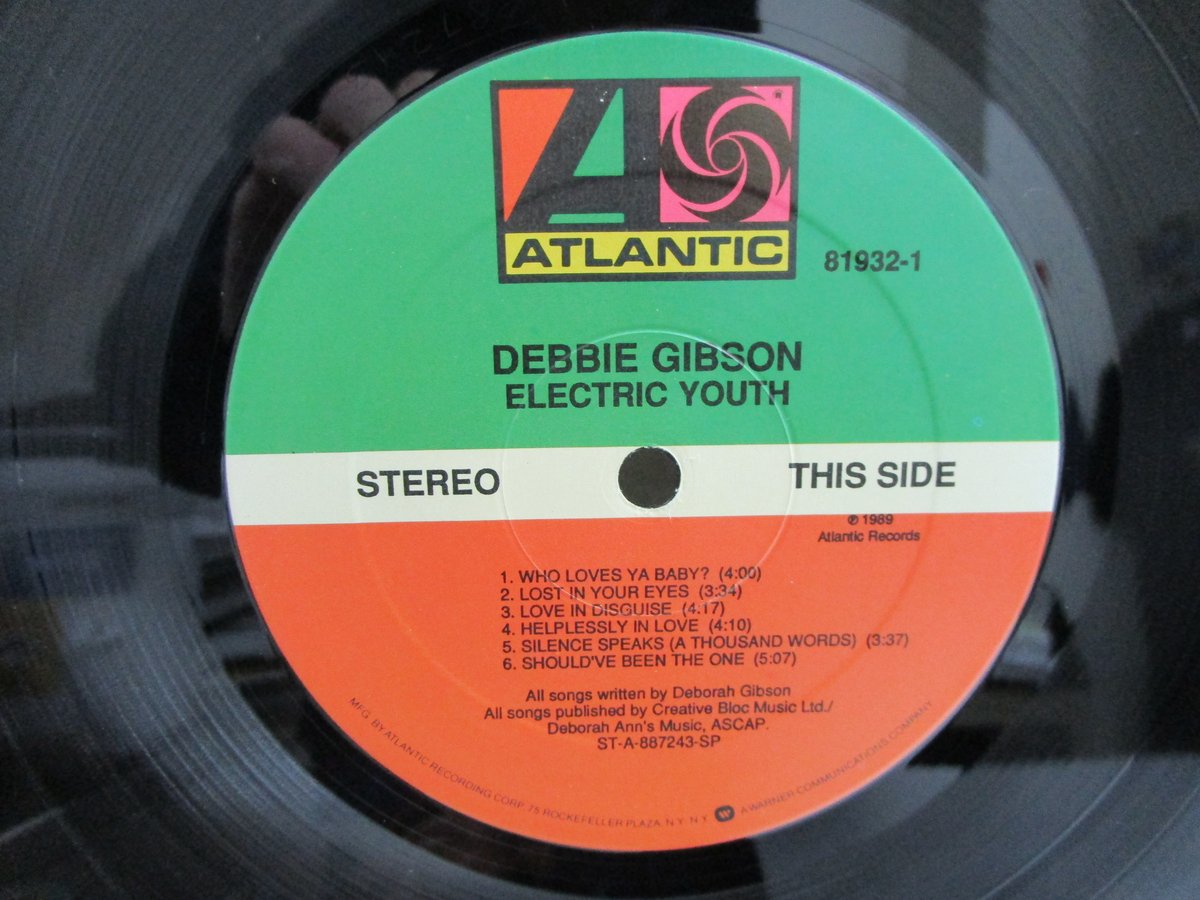 ATLANTIC
81932-1
DEBBIE GIBSON
ELECTRIC YOUTH
STEREO
THIS SIDE
℗ 1989
Atlantic Records
1. WHO LOVES YA BABY? (4:00)
2. LOST IN YOUR EYES (3:34)
3. LOVE IN DISGUISE (4:17)
4. HELPLESSLY IN LOVE (4:10)
5. SILENCE SPEAKS (A THOUSAND WORDS) (3:37)
6. SHOULD'VE BEEN THE ONE (5:07)
All songs written by Deborah Gibson
All songs published by Creative Bloc Music Ltd./
Deborah Ann's Music, ASCAP.
ST-A-887243-SP
MFG. BY ATLANTIC RECORDING CORP. 75 ROCKEFELLER PLAZA, N.Y. N.Y. A WARNER COMMUNICATIONS COMPANY